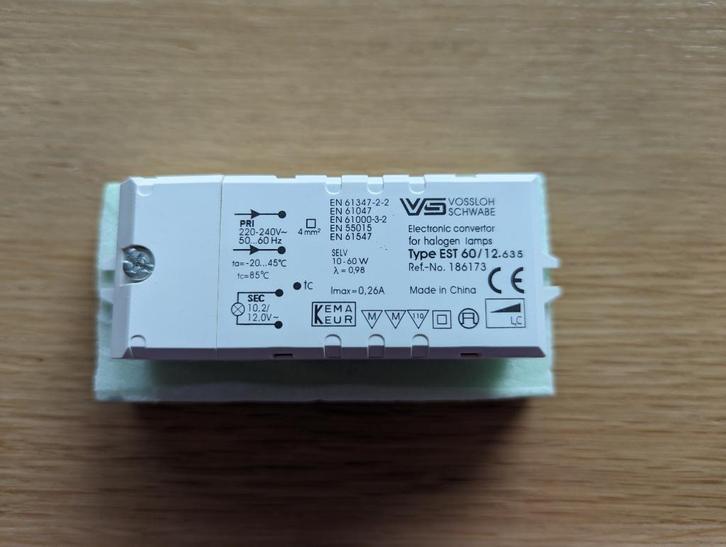 PRI
220-240V~
50...60 Hz
ta=-20...45°C
tc=85°C
SEC
10,2/
12,0V~
4 mm²
tc
EN 61347-2-2
EN 61047
EN 61000-3-2
EN 55015
EN 61547
SELV
10-60 W
λ = 0,98
Imax=0,26A
KEMA
KEUR
M
M
110
VS VOSSLOH
SCHWABE
Electronic convertor
for halogen lamps
Type EST 60/12.635
Ref.-No. 186173
Made in China
CE
LC